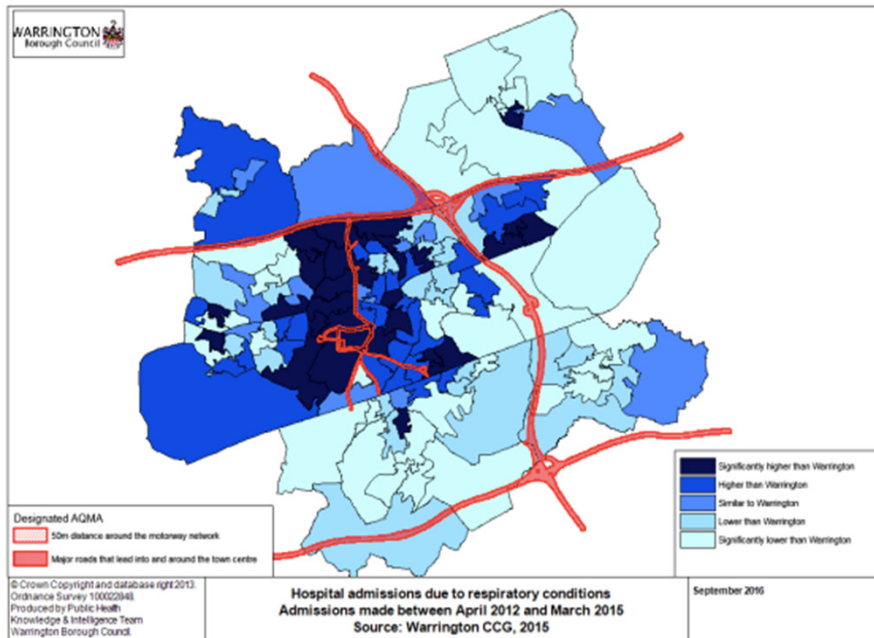 WARRINGTON
Borough Council
Significantly higher than Warrington
Higher than Warrington
Similar to Warrington
Lower than Warrington
Significantly lower than Warrington
Designated AQMA
50m distance around the motorway network
Major roads that lead into and around the town centre
© Crown Copyright and database right 2013.
Ordnance Survey 100022848.
Produced by Public Health
Knowledge & Intelligence Team
Warrington Borough Council.
Hospital admissions due to respiratory conditions
Admissions made between April 2012 and March 2015
Source: Warrington CCG, 2015
September 2016